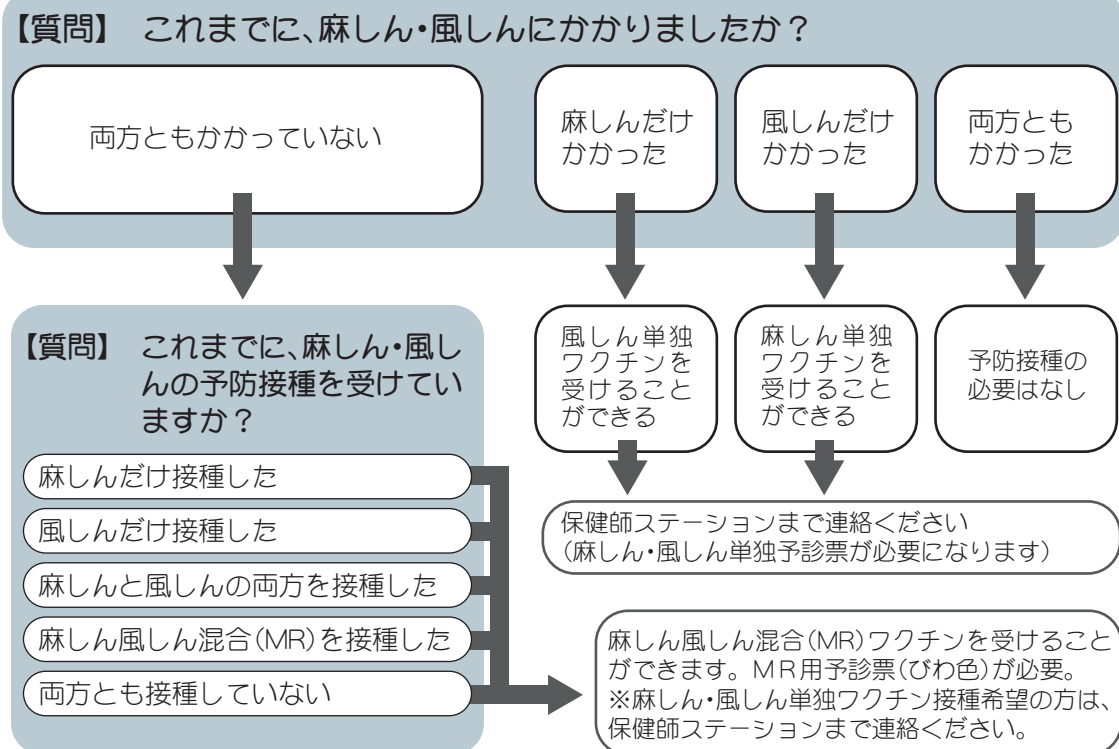 【質問】　これまでに、麻しん・風しんにかかりましたか？
両方ともかかっていない
麻しんだけ
かかった
風しんだけ
かかった
両方とも
かかった
風しん単独
ワクチンを
受けること
ができる
麻しん単独
ワクチンを
受けること
ができる
予防接種の
必要はなし
【質問】　これまでに、麻しん・風し
んの予防接種を受けてい
ますか？
麻しんだけ接種した
風しんだけ接種した
麻しんと風しんの両方を接種した
麻しん風しん混合(MR)を接種した
両方とも接種していない
保健師ステーションまで連絡ください
(麻しん・風しん単独予診票が必要になります)
麻しん風しん混合(MR)ワクチンを受けること
ができます。ＭＲ用予診票(びわ色)が必要。
※麻しん・風しん単独ワクチン接種希望の方は、
保健師ステーションまで連絡ください。